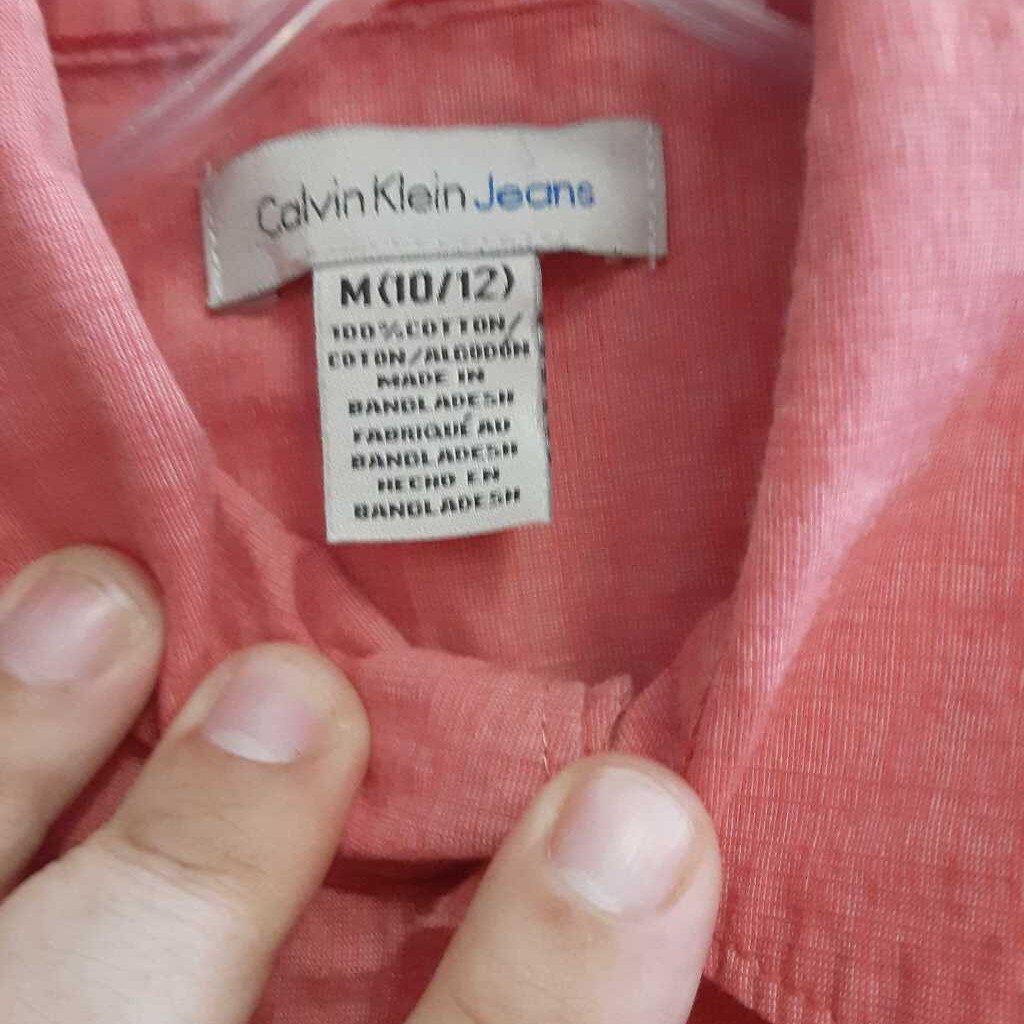 Calvin Klein Jeans
M(10/12)
100%COTTON/
COTON/ALGODÓN
MADE IN
BANGLADESH
FABRIQUÉ AU
BANGLADESH
HECHO EN
BANGLADESH